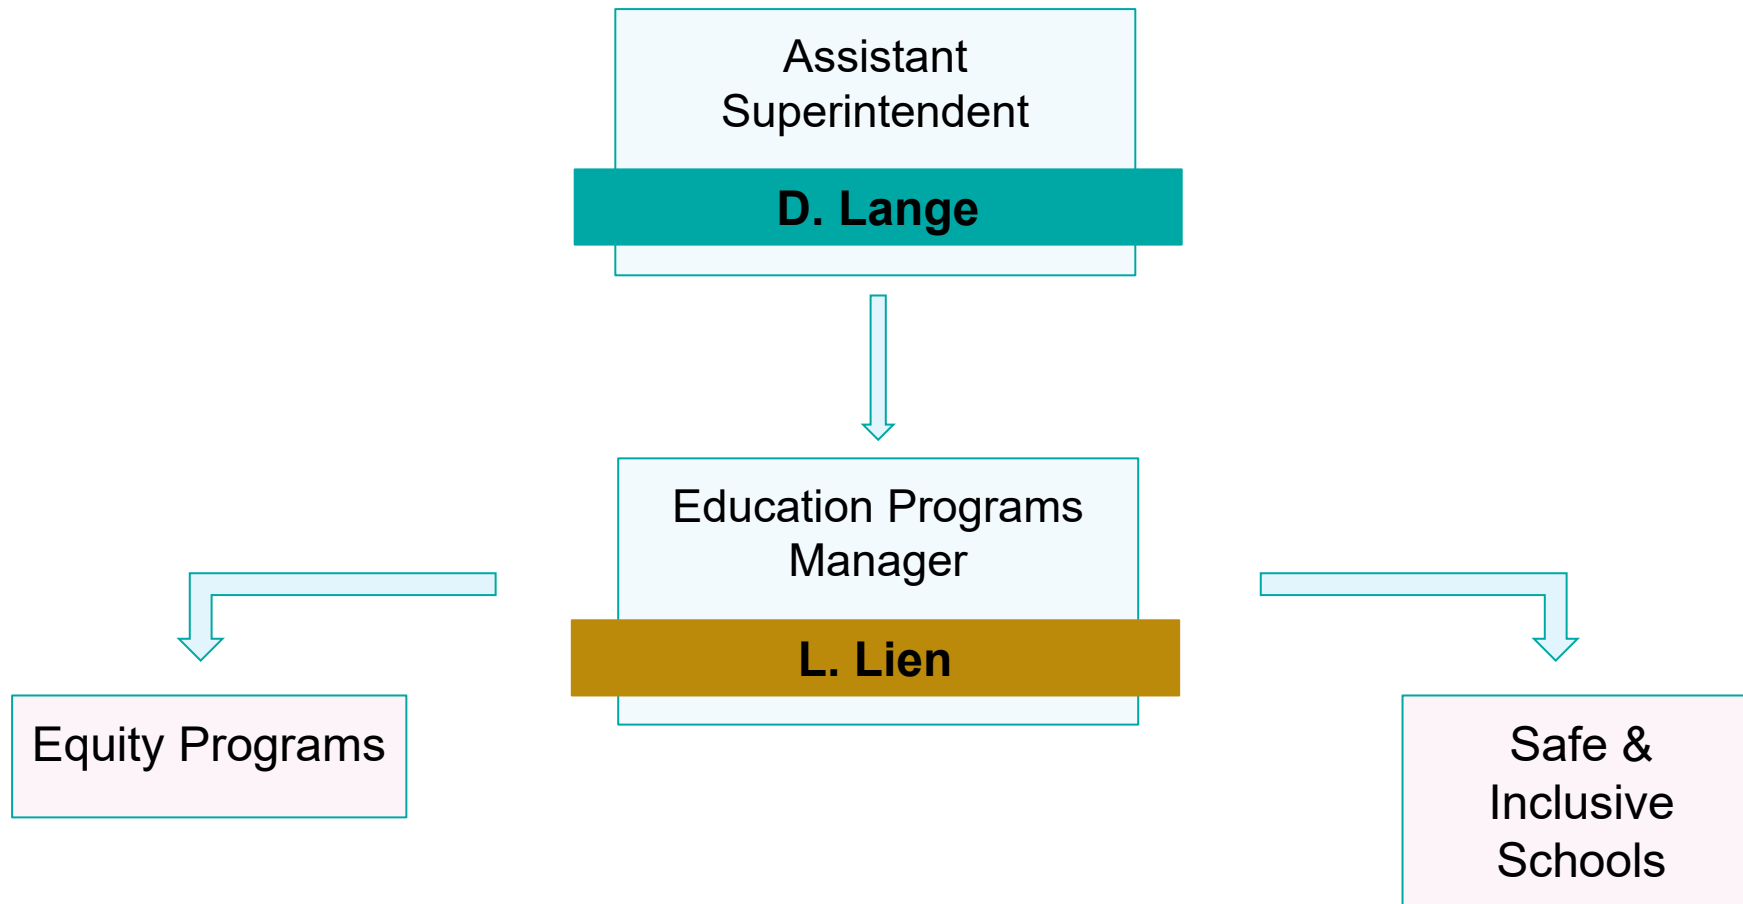 Assistant
Superintendent
D. Lange
Education Programs
Manager
L. Lien
Equity Programs
Safe &
Inclusive
Schools